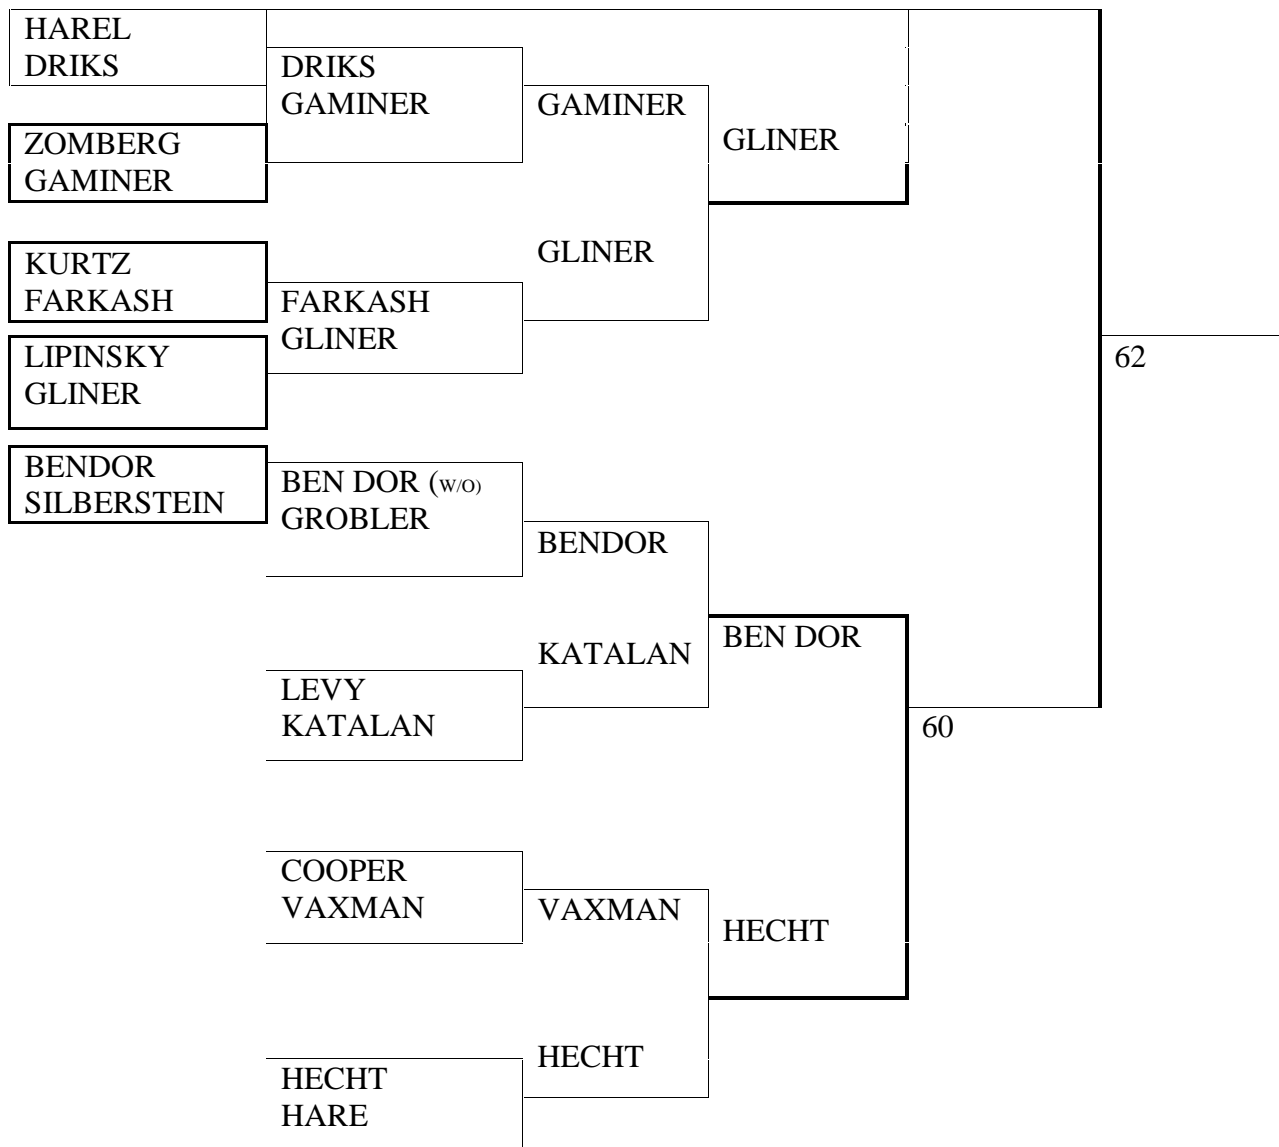 HAREL
DRIKS
ZOMBERG
GAMINER
KURTZ
FARKASH
LIPINSKY
GLINER
BENDOR
SILBERSTEIN
DRIKS
GAMINER
FARKASH
GLINER
BEN DOR (W/O)
GROBLER
LEVY
KATALAN
COOPER
VAXMAN
HECHT
HARE
GAMINER
GLINER
BENDOR
KATALAN
VAXMAN
HECHT
GLINER
BEN DOR
HECHT
60
62